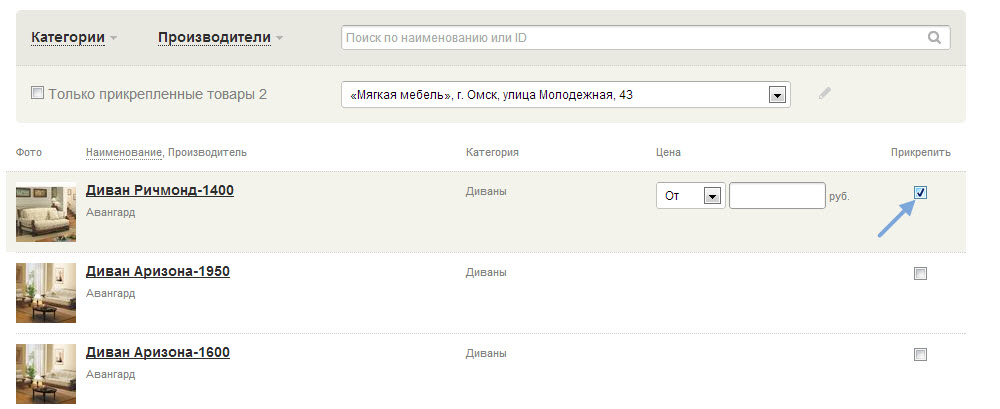 Категории Производители Поиск по наименованию или ID
Только прикрепленные товары 2 «Мягкая мебель», г. Омск, улица Молодежная, 43
Фото Наименование, Производитель Категория Цена Прикрепить
Диван Ричмонд-1400 Диваны От руб.
Авангард
Диван Аризона-1950 Диваны
Авангард
Диван Аризона-1600 Диваны
Авангард